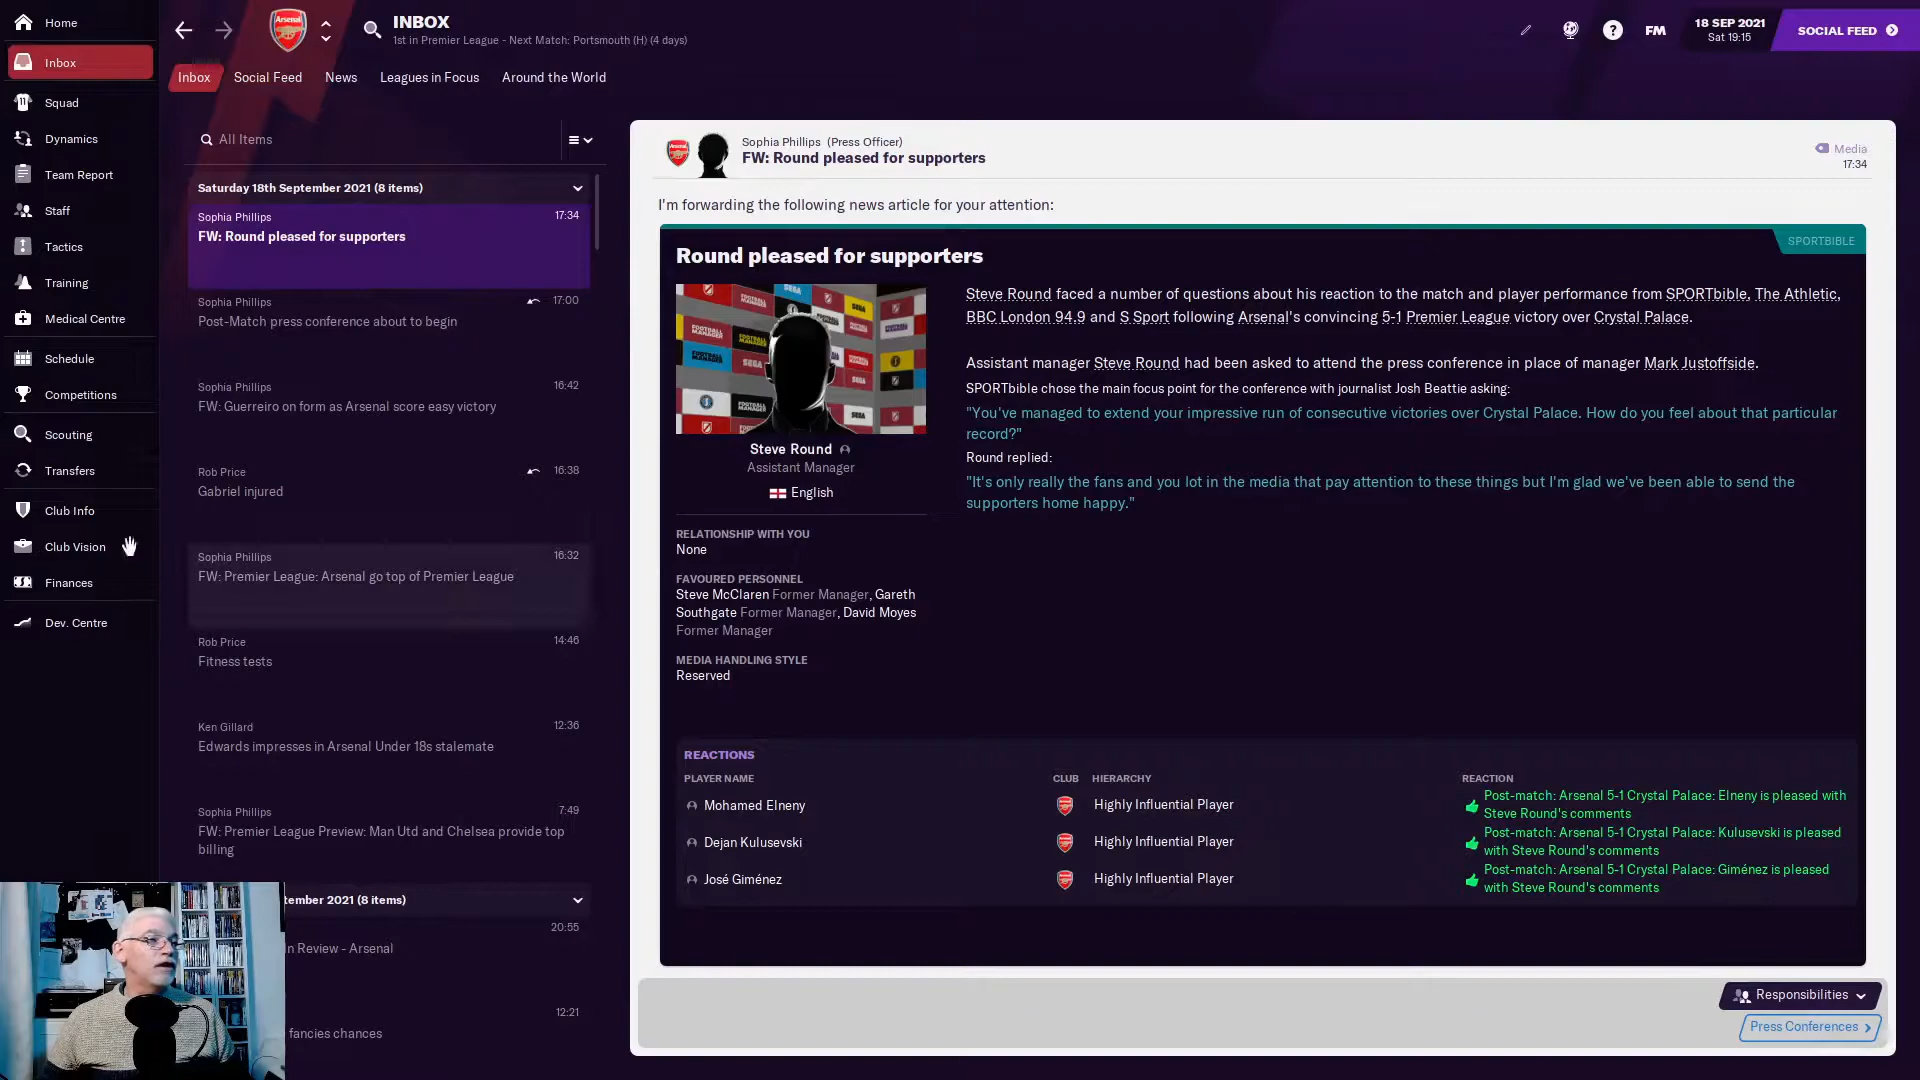 Home
Inbox
Squad
Dynamics
Team Report
Staff
Tactics
Training
Medical Centre
Schedule
Competitions
Scouting
Transfers
Club Info
Club Vision
Finances
Dev. Centre
Arsenal
INBOX
1st in Premier League - Next Match: Portsmouth (H) (4 days)
FM
18 SEP 2021
Sat 19:15
SOCIAL FEED
Inbox
Social Feed
News
Leagues in Focus
Around the World
All Items
Saturday 18th September 2021 (8 items)
Sophia Phillips 17:34
FW: Round pleased for supporters
Sophia Phillips 17:00
Post-Match press conference about to begin
Sophia Phillips 16:42
FW: Guerreiro on form as Arsenal score easy victory
Rob Price 16:38
Gabriel injured
Sophia Phillips 16:32
FW: Premier League: Arsenal go top of Premier League
Rob Price 14:46
Fitness tests
Ken Gillard 12:36
Edwards impresses in Arsenal Under 18s stalemate
Sophia Phillips 7:49
FW: Premier League Preview: Man Utd and Chelsea provide top
billing
tember 2021 (8 items)
20:55
n Review - Arsenal
12:21
fancies chances
Sophia Phillips (Press Officer)
FW: Round pleased for supporters
Media
17:34
I'm forwarding the following news article for your attention:
SPORTBIBLE
Round pleased for supporters
Steve Round
Assistant Manager
English
RELATIONSHIP WITH YOU
None
FAVOURED PERSONNEL
Steve McClaren Former Manager, Gareth
Southgate Former Manager, David Moyes
Former Manager
MEDIA HANDLING STYLE
Reserved
Steve Round faced a number of questions about his reaction to the match and player performance from SPORTbible, The Athletic,
BBC London 94.9 and S Sport following Arsenal's convincing 5-1 Premier League victory over Crystal Palace.
Assistant manager Steve Round had been asked to attend the press conference in place of manager Mark Justoffside.
SPORTbible chose the main focus point for the conference with journalist Josh Beattie asking:
"You've managed to extend your impressive run of consecutive victories over Crystal Palace. How do you feel about that particular
record?"
Round replied:
"It's only really the fans and you lot in the media that pay attention to these things but I'm glad we've been able to send the
supporters home happy."
REACTIONS
PLAYER NAME CLUB HIERARCHY REACTION
Mohamed Elneny Highly Influential Player Post-match: Arsenal 5-1 Crystal Palace: Elneny is pleased with
Steve Round's comments
Dejan Kulusevski Highly Influential Player Post-match: Arsenal 5-1 Crystal Palace: Kulusevski is pleased
with Steve Round's comments
José Giménez Highly Influential Player Post-match: Arsenal 5-1 Crystal Palace: Giménez is pleased
with Steve Round's comments
Responsibilities
Press Conferences